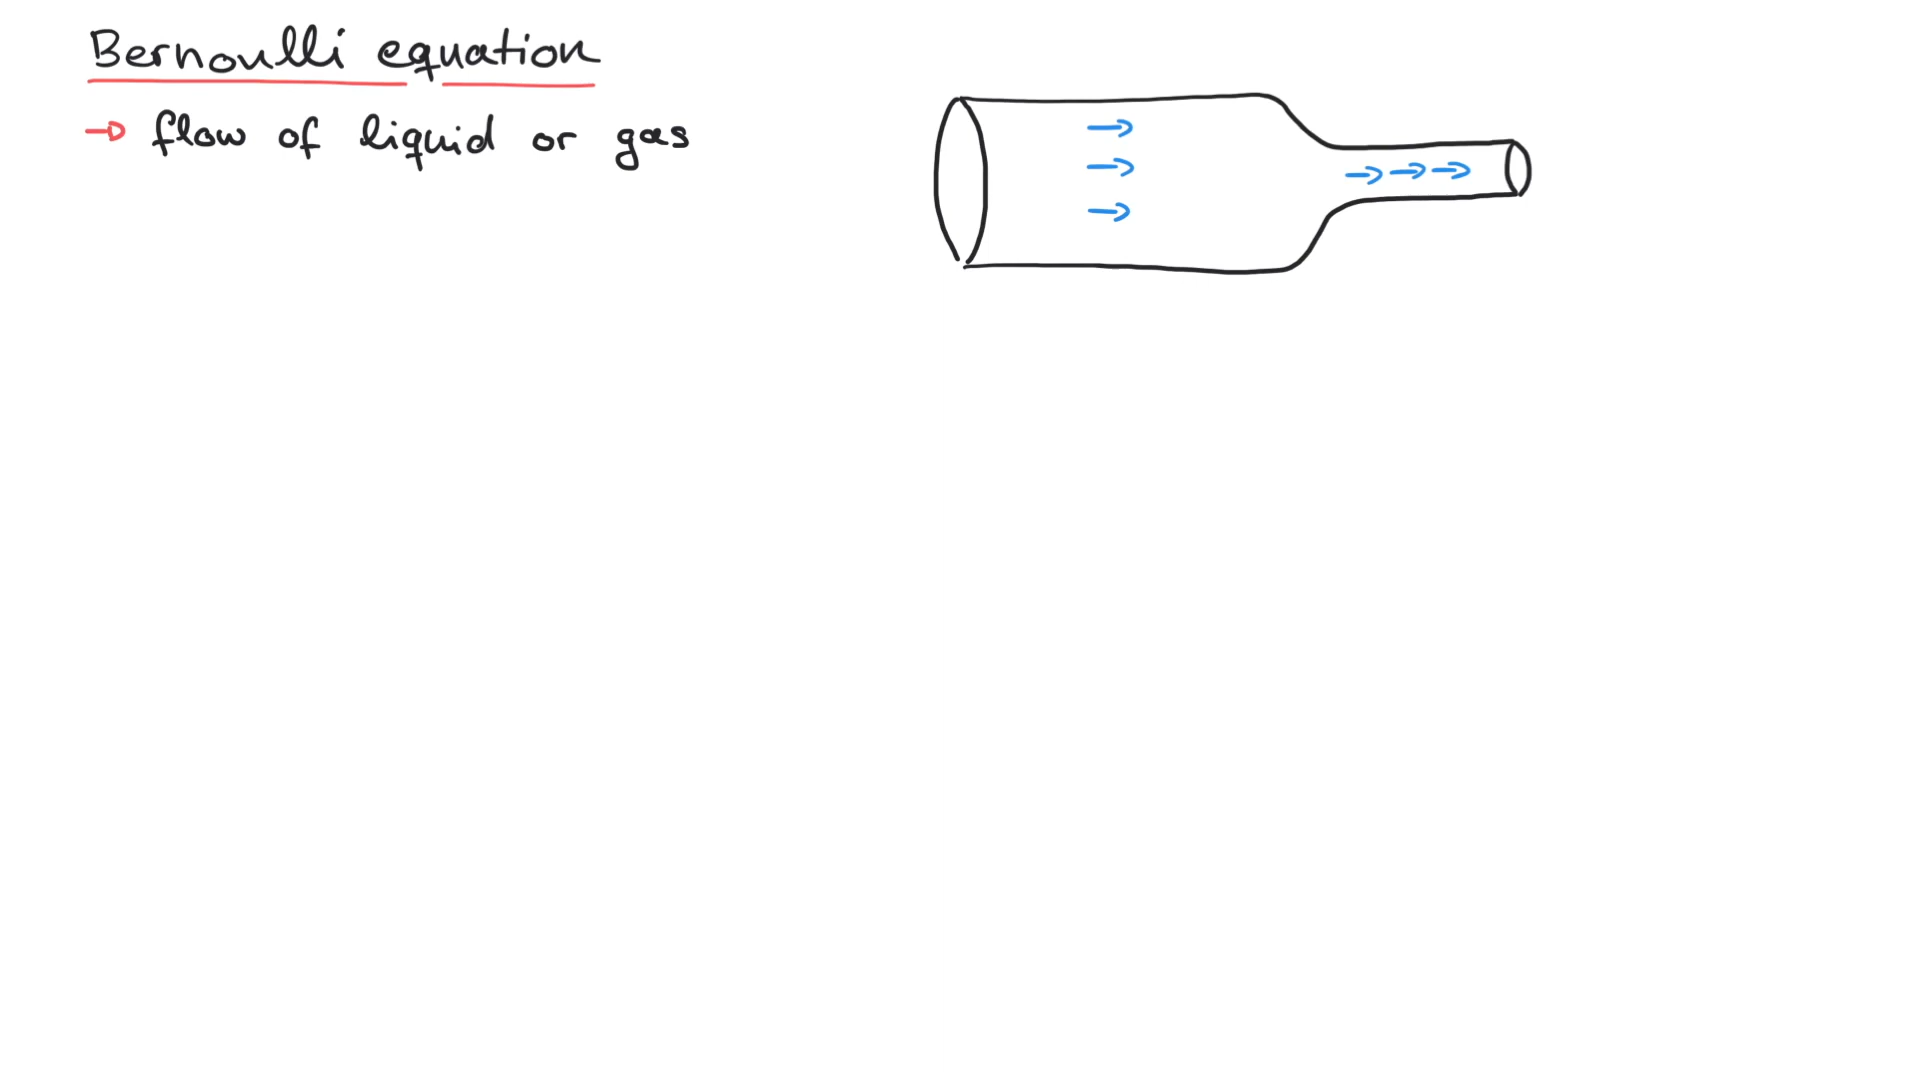 Bernoulli equation
→ flow of liquid or gas